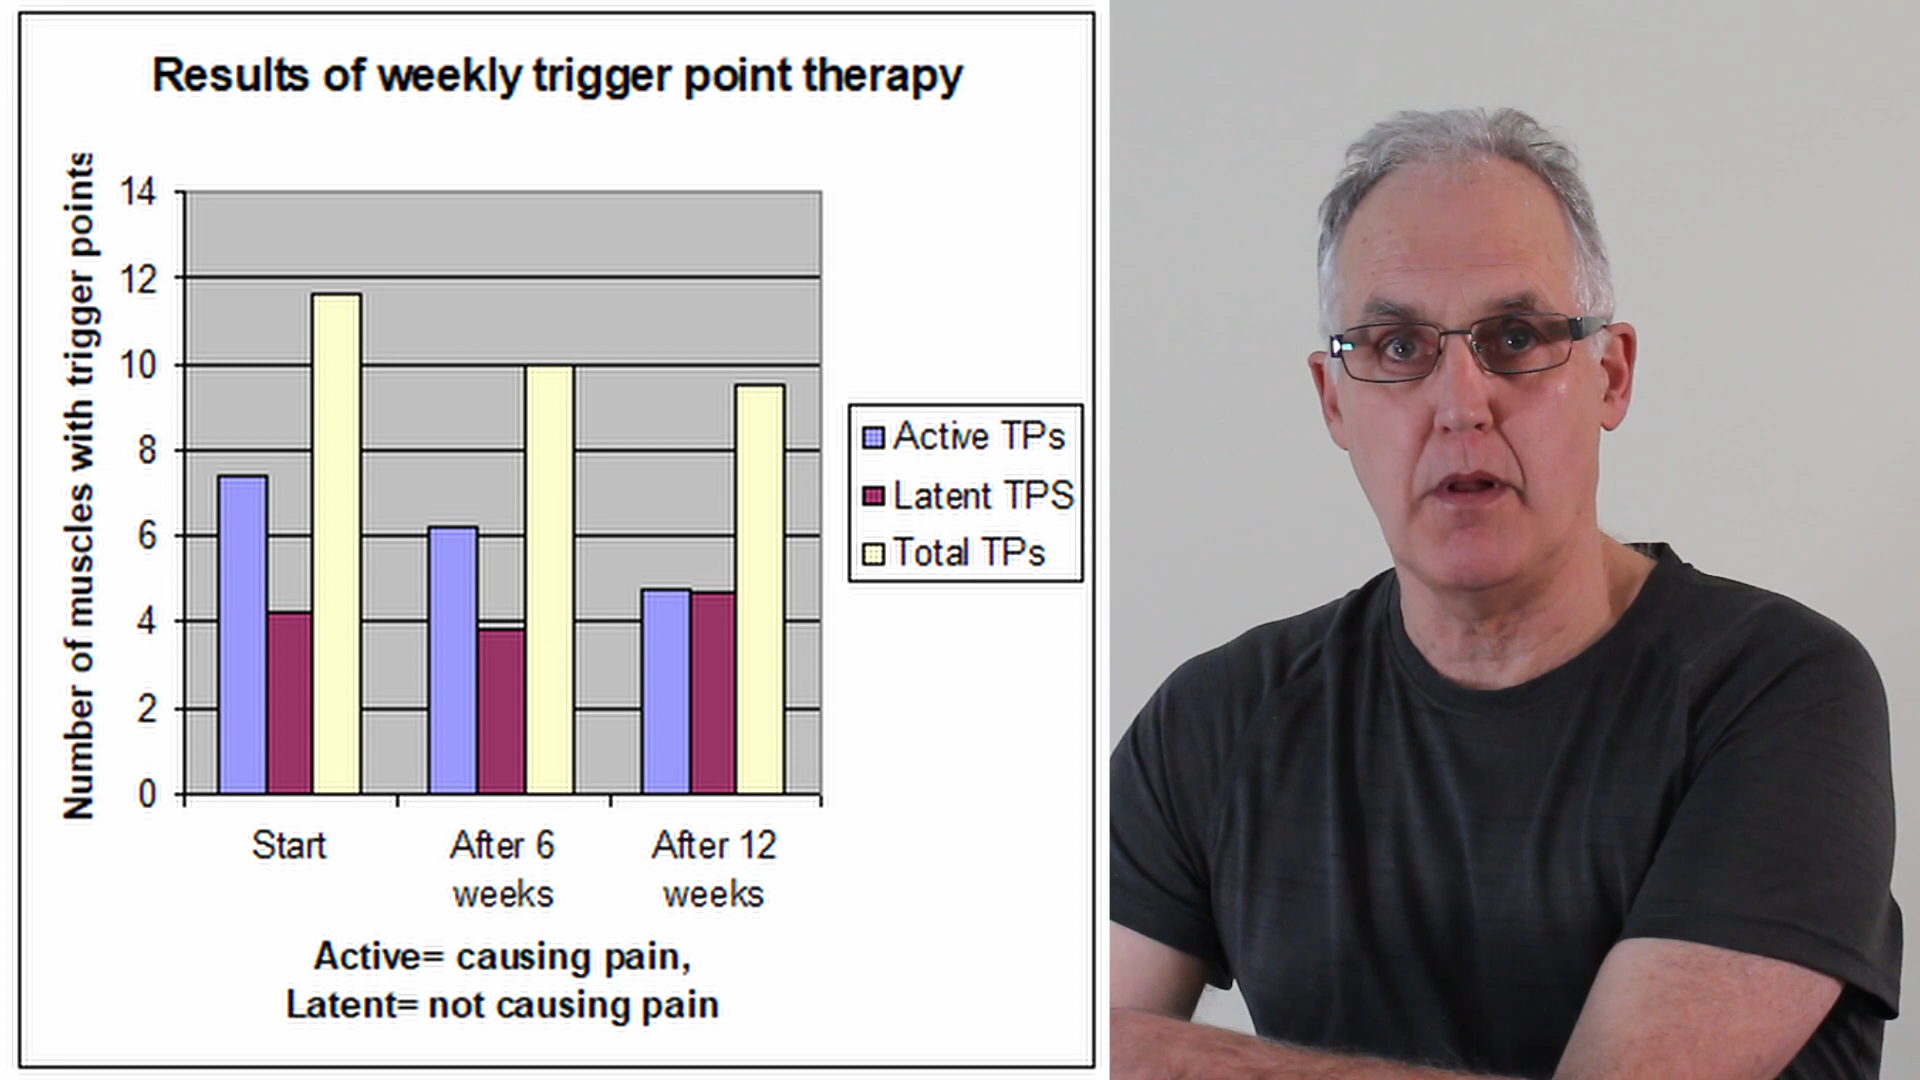 Results of weekly trigger point therapy
Number of muscles with trigger points
14
12
10
8
6
4
2
0
Start
After 6
weeks
After 12
weeks
Active TPs
Latent TPS
Total TPs
Active= causing pain,
Latent= not causing pain